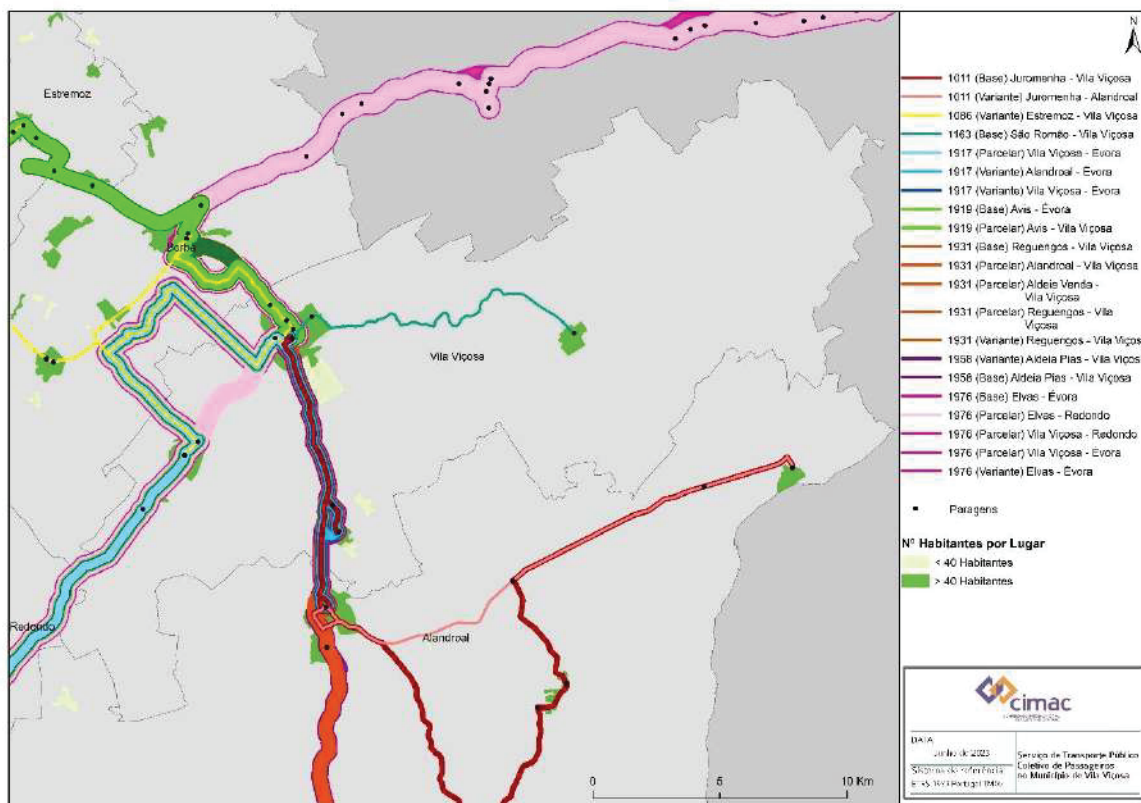 N
Estremoz
Borba
Vila Viçosa
Redondo
Alandroal
0 5 10 Km
1011 (Base) Juromenha - Vila Viçosa
1011 (Variante) Juromenha - Alandroal
1086 (Variante) Estremoz - Vila Viçosa
1163 (Base) São Romão - Vila Viçosa
1917 (Parcelar) Vila Viçosa - Évora
1917 (Variante) Alandroal - Évora
1917 (Variante) Vila Viçosa - Évora
1919 (Base) Avis - Évora
1919 (Parcelar) Avis - Vila Viçosa
1931 (Base) Reguengos - Vila Viçosa
1931 (Parcelar) Alandroal - Vila Viçosa
1931 (Parcelar) Aldeia Venda -
Vila Viçosa
1931 (Parcelar) Reguengos - Vila
Viçosa
1931 (Variante) Reguengos - Vila Viços
1958 (Variante) Aldeia Pias - Vila Viços
1958 (Base) Aldeia Pias - Vila Viçosa
1976 (Base) Elvas - Évora
1976 (Parcelar) Elvas - Redondo
1976 (Parcelar) Vila Viçosa - Redondo
1976 (Parcelar) Vila Viçosa - Évora
1976 (Variante) Elvas - Évora
Paragens
Nº Habitantes por Lugar
< 40 Habitantes
> 40 Habitantes
cimac
DATA
Junho de 2023
Sistema de referência
Serviço de Transporte Público
Coletivo de Passageiros
no Município de Vila Viçosa